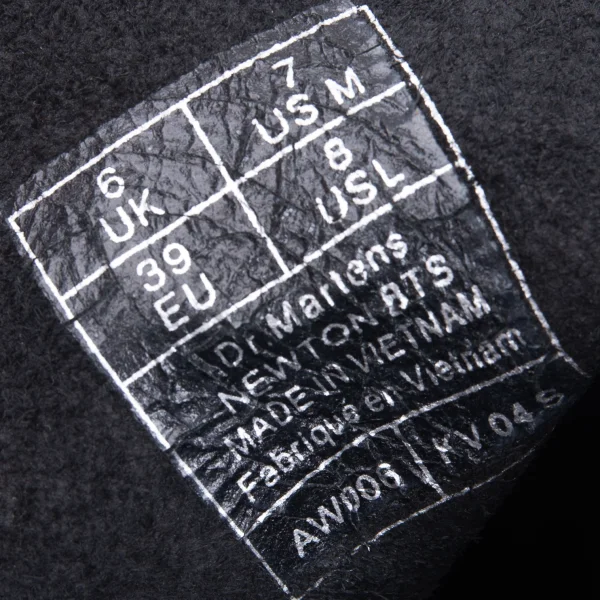 6
UK
7
US M
39
EU
8
USL
Dr. Martens
NEWTON 8TS
MADE IN VIETNAM
Fabriqué en Vietnam
AW006
KV 04 S